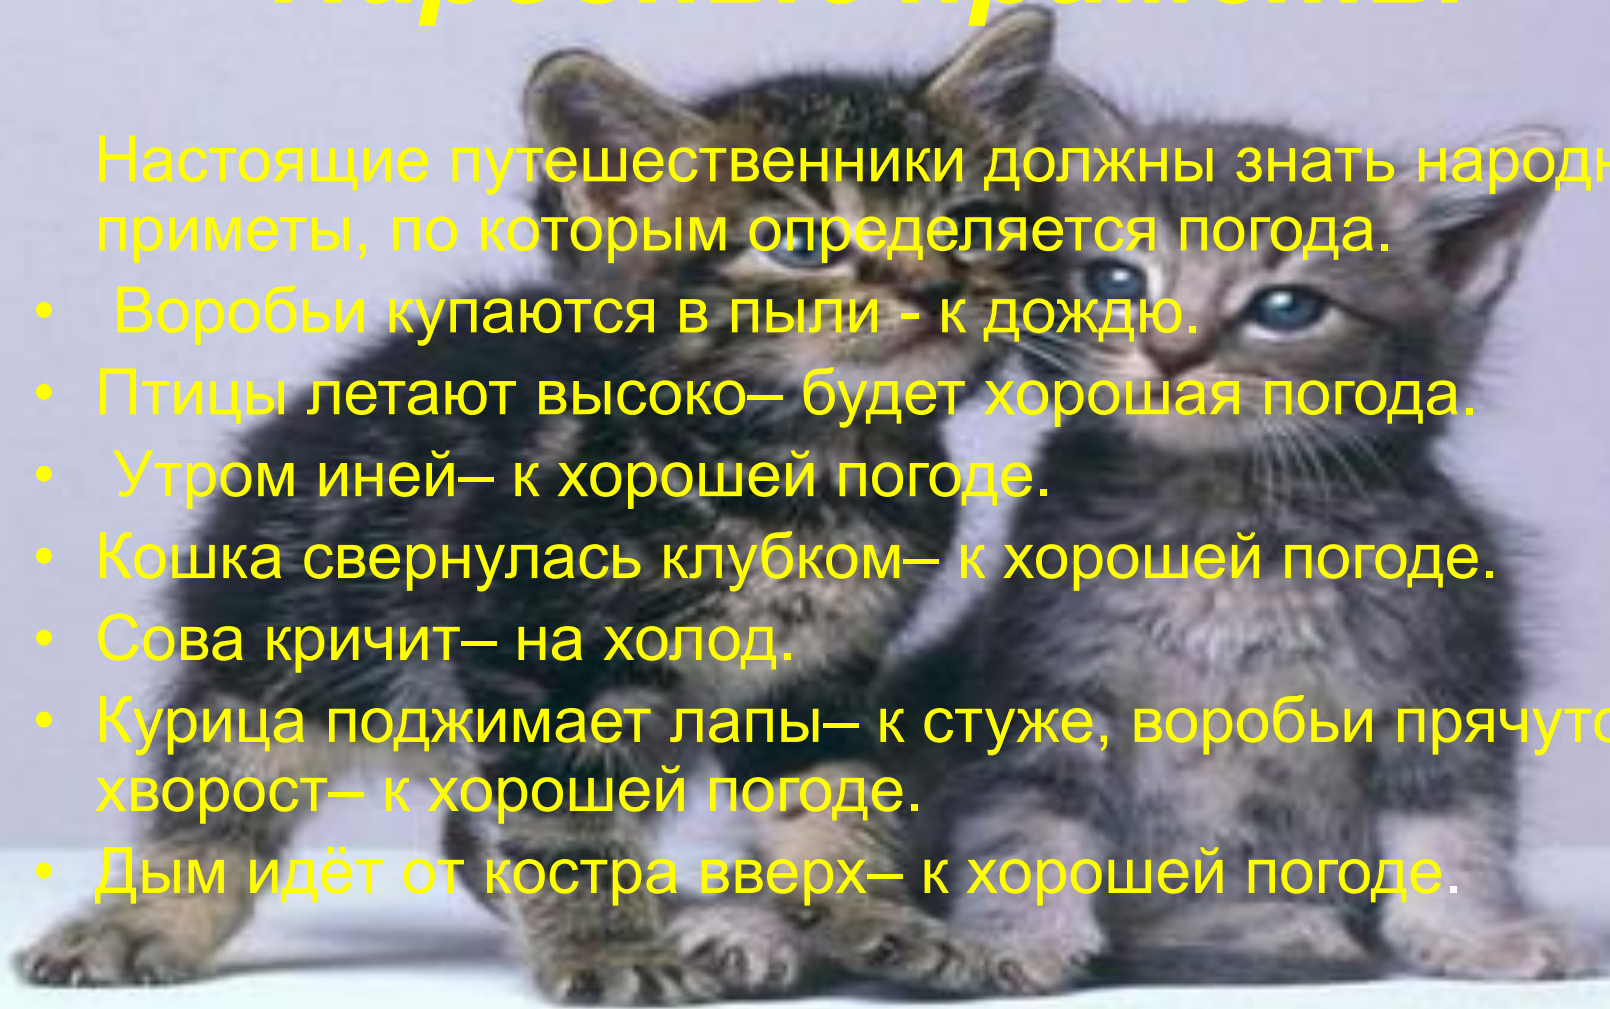 Народные приметы
Настоящие путешественники должны знать
приметы, по которым определяется погода.
• Воробьи купаются в пыли - к дождю.
• Птицы летают высоко– будет хорошая погода.
• Утром иней– к хорошей погоде.
• Кошка свернулась клубком– к хорошей погоде.
• Сова кричит– на холод.
• Курица поджимает лапы– к стуже, воробьи
хворост– к хорошей погоде.
• Дым идёт от костра вверх– к хорошей погоде.